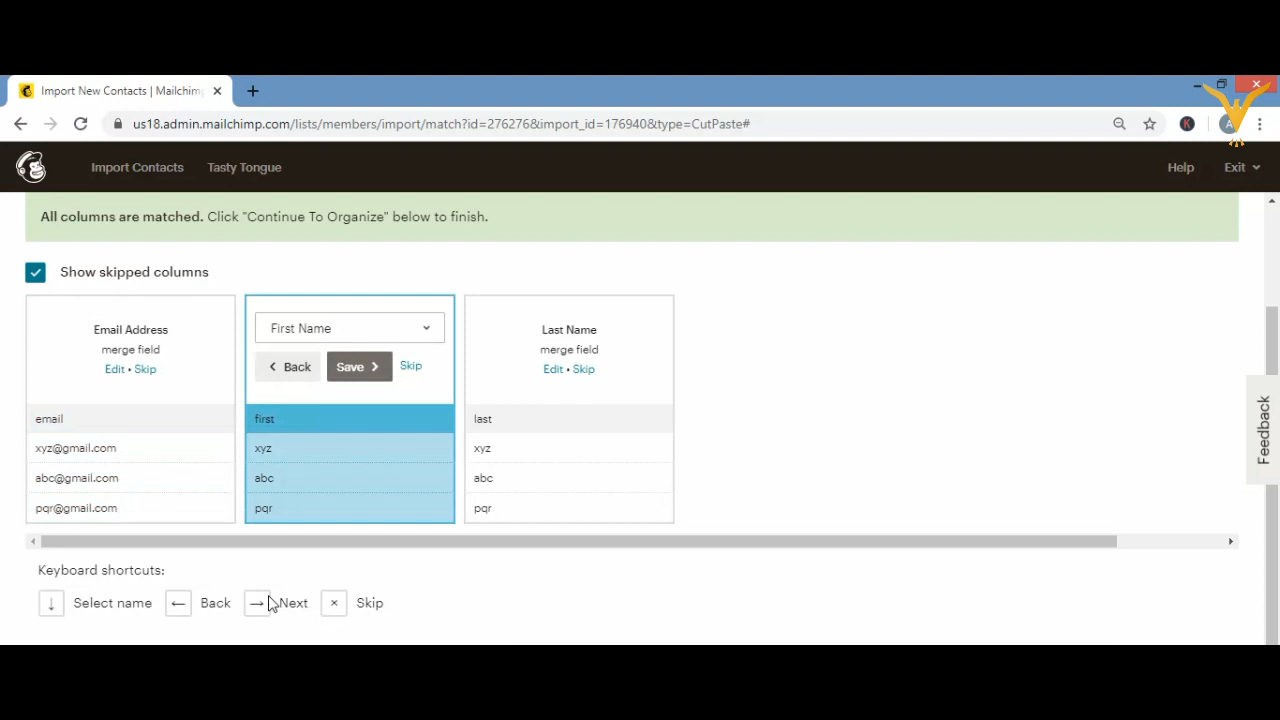 Import New Contacts | Mailchimp
us18.admin.mailchimp.com/lists/members/import/match?id=276276&import_id=176940&type=CutPaste#
K
A
Import Contacts
Tasty Tongue
Help
Exit
All columns are matched. Click "Continue To Organize" below to finish.
Show skipped columns
Email Address
merge field
Edit • Skip
email
xyz@gmail.com
abc@gmail.com
pqr@gmail.com
First Name
Back
Save
Skip
first
xyz
abc
pqr
Last Name
merge field
Edit • Skip
last
xyz
abc
pqr
Feedback
Keyboard shortcuts:
↓ Select name ← Back → Next × Skip